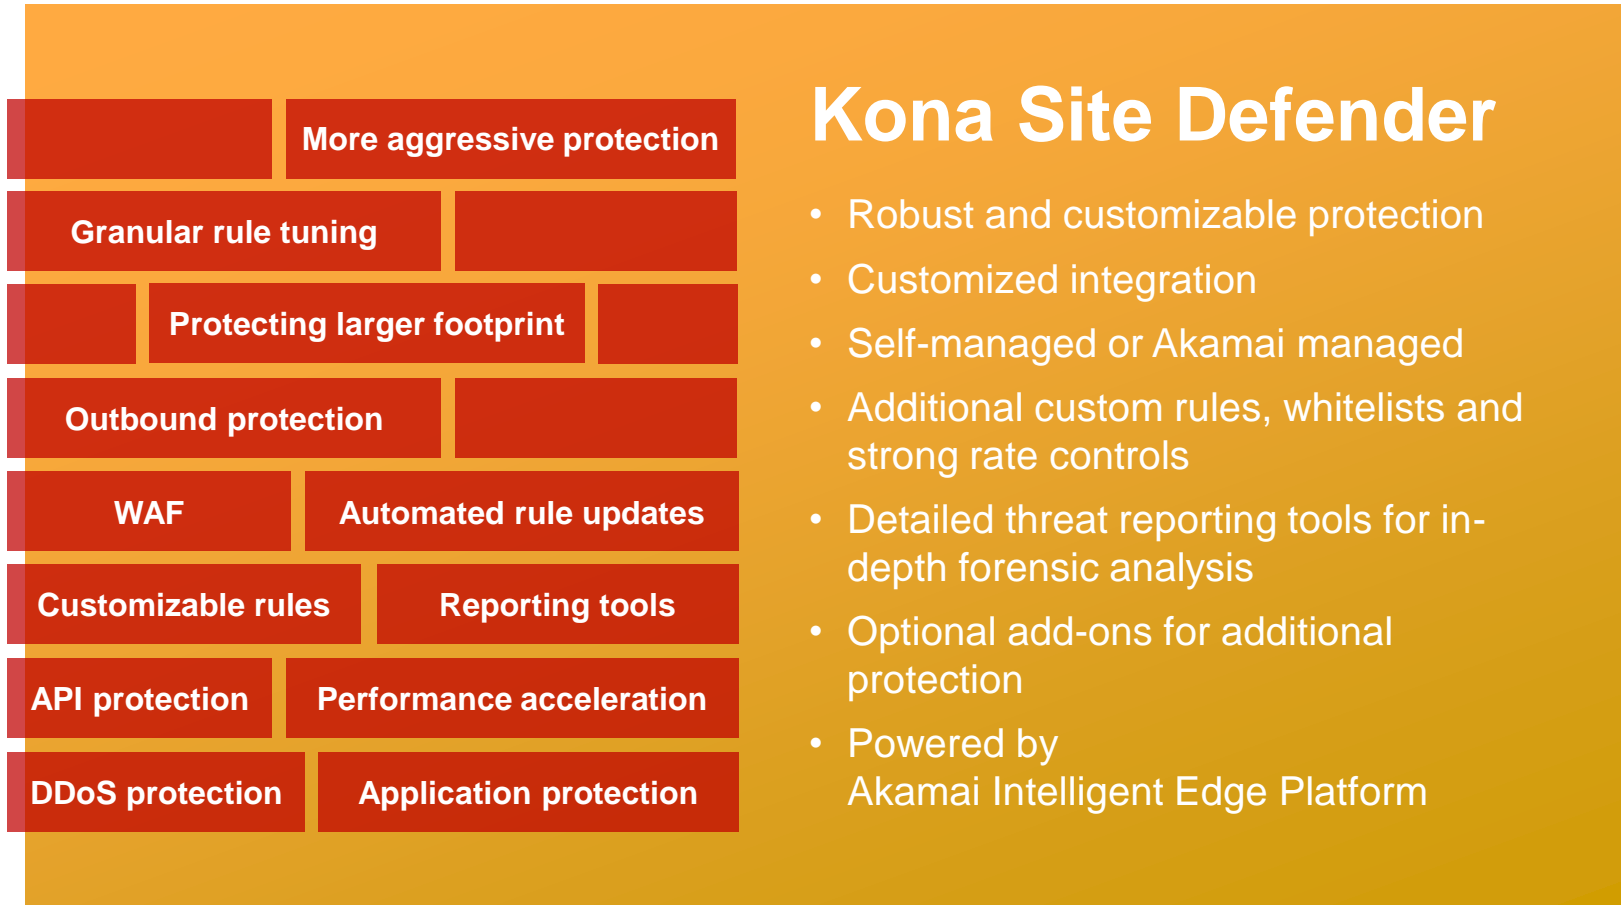 More aggressive protection
Granular rule tuning
Protecting larger footprint
Outbound protection
WAF
Automated rule updates
Customizable rules
Reporting tools
API protection
Performance acceleration
DDoS protection
Application protection
Kona Site Defender
• Robust and customizable protection
• Customized integration
• Self-managed or Akamai managed
• Additional custom rules, whitelists and
strong rate controls
• Detailed threat reporting tools for in-
depth forensic analysis
• Optional add-ons for additional
protection
• Powered by
Akamai Intelligent Edge Platform